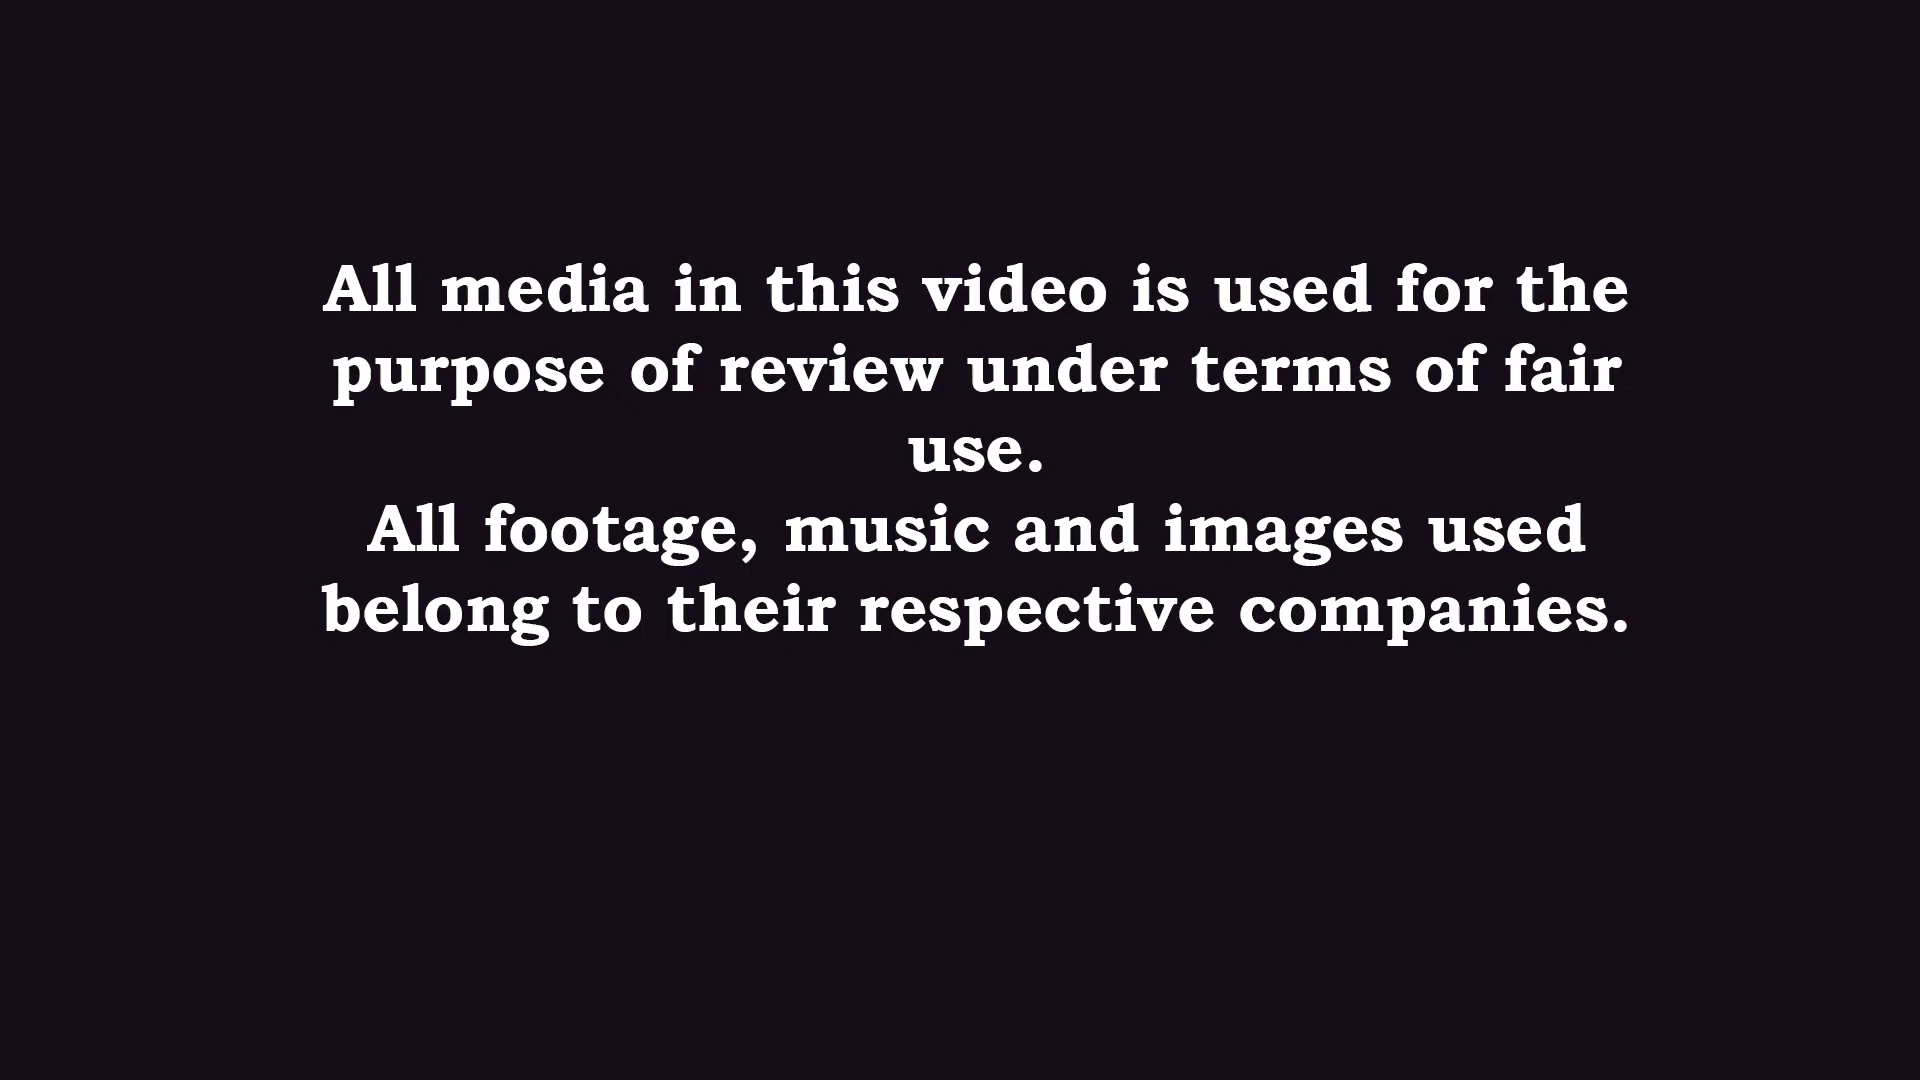 All media in this video is used for the
purpose of review under terms of fair
use.
All footage, music and images used
belong to their respective companies.